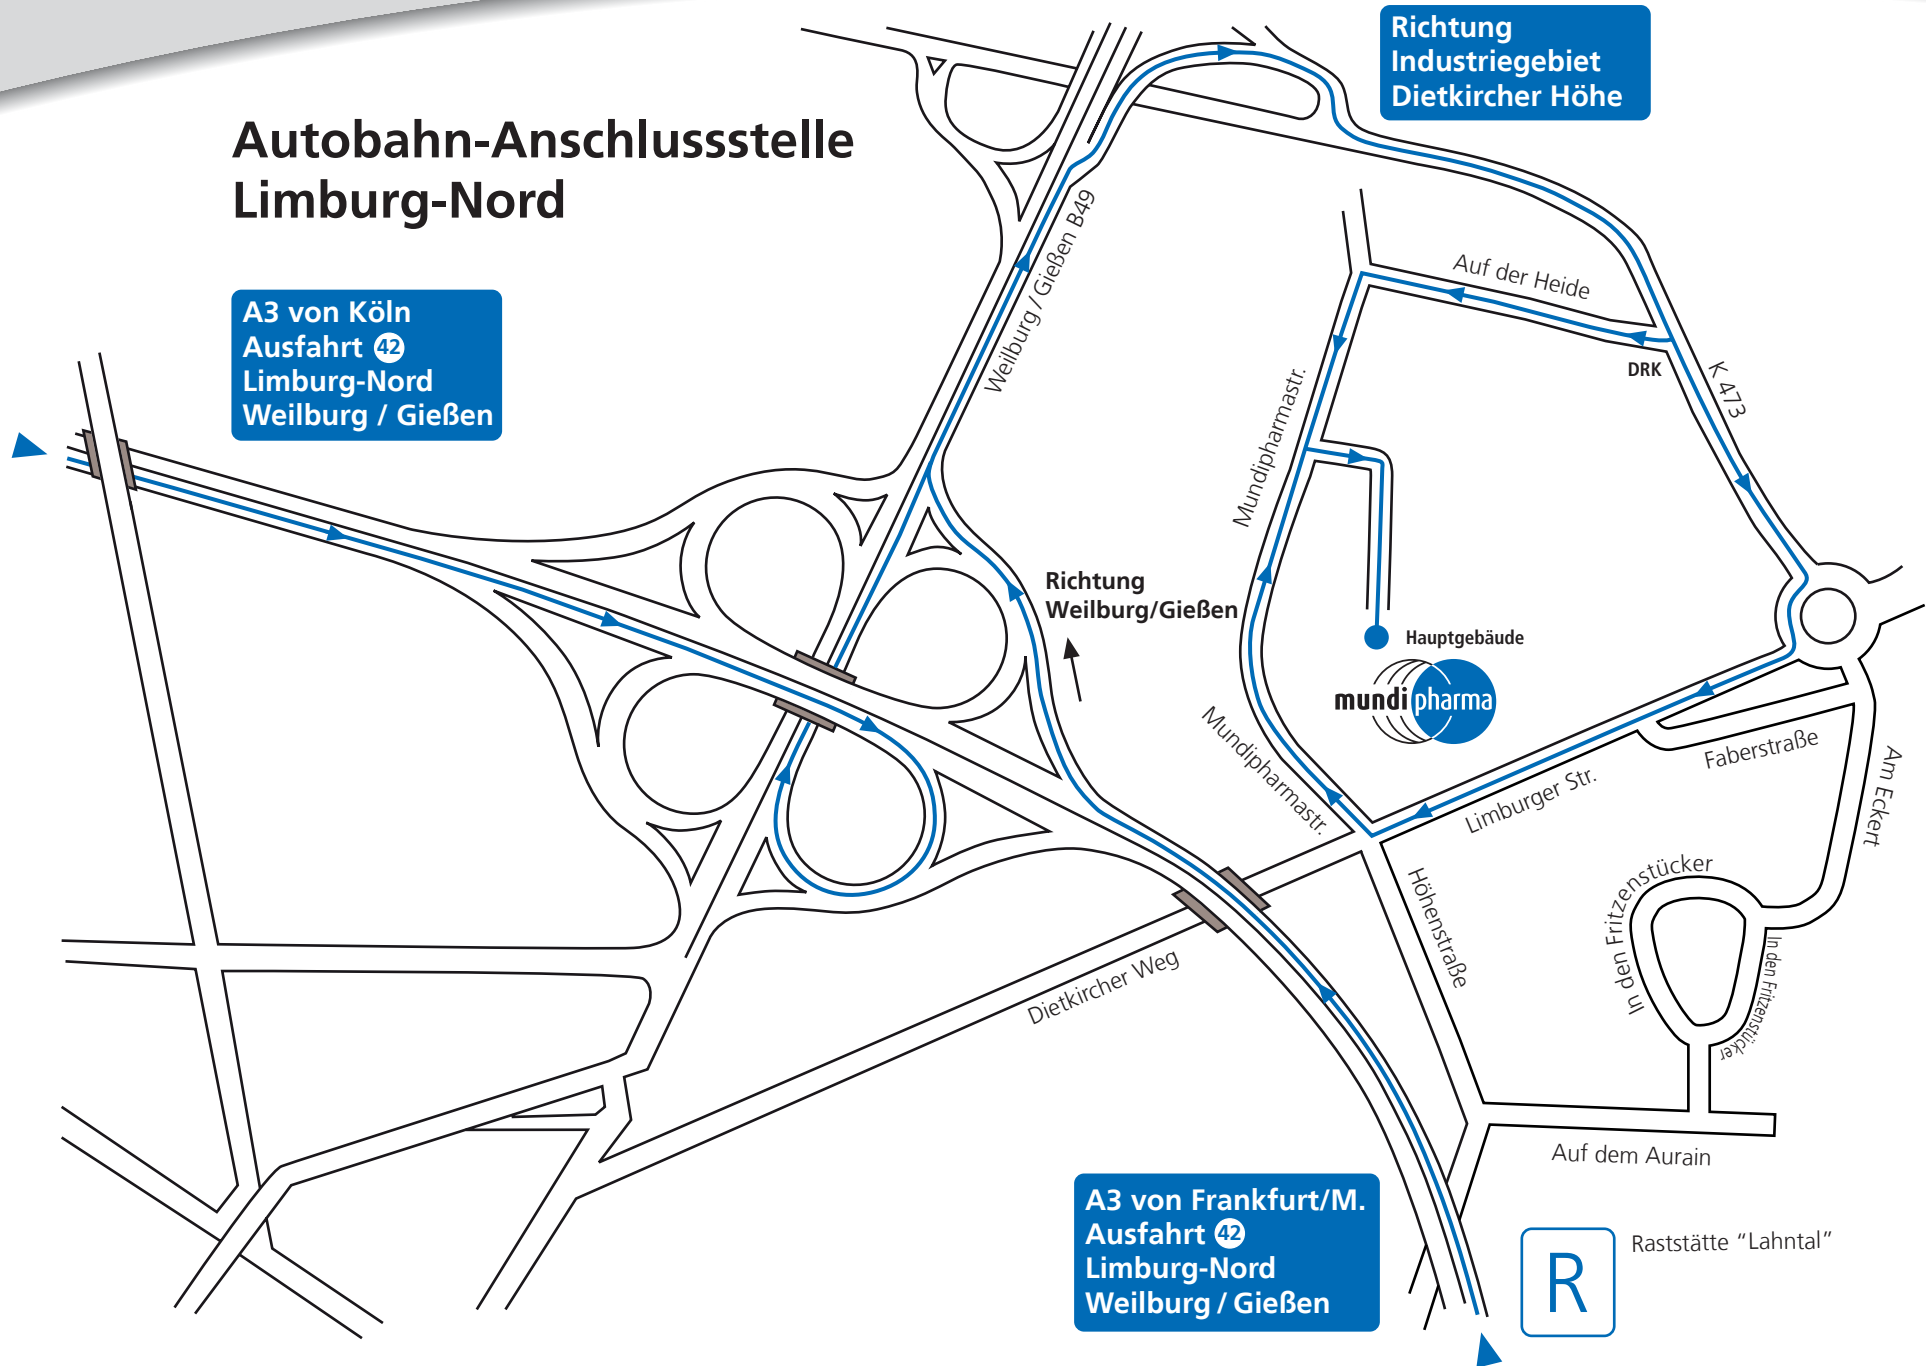 Richtung
Industriegebiet
Dietkircher Höhe
Autobahn-Anschlussstelle
Limburg-Nord
A3 von Köln
Ausfahrt 42
Limburg-Nord
Weilburg / Gießen
Weilburg / Gießen B49
Auf der Heide
DRK
K 473
Mundipharmastr.
Richtung
Weilburg/Gießen
Hauptgebäude
mundipharma
Mundipharmastr.
Limburger Str.
Faberstraße
Am Eckert
In den Fritzenstücker
In den Fritzenstücker
Höhenstraße
Dietkircher Weg
Auf dem Aurain
A3 von Frankfurt/M.
Ausfahrt 42
Limburg-Nord
Weilburg / Gießen
R
Raststätte “Lahntal”